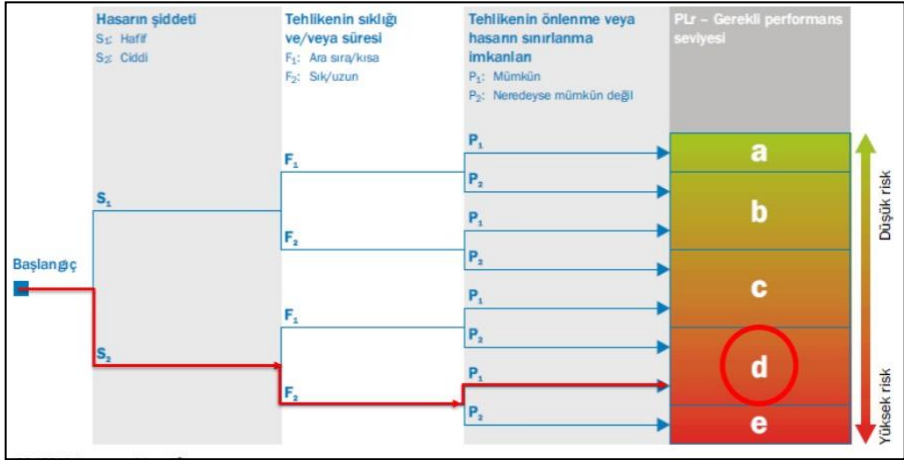 Hasarın şiddeti
S₁: Hafif
S₂: Ciddi
Tehlikenin sıklığı
ve/veya süresi
F₁: Ara sıra/kısa
F₂: Sık/uzun
Tehlikenin önlenme veya
hasarın sınırlanma
imkanları
P₁: Mümkün
P₂: Neredeyse mümkün değil
PLr – Gerekli performans
seviyesi
Başlangıç
S₁
S₂
F₁
F₂
F₁
F₂
P₁
P₂
P₁
P₂
P₁
P₂
P₁
P₂
a
b
c
d
e
Düşük risk
Yüksek risk